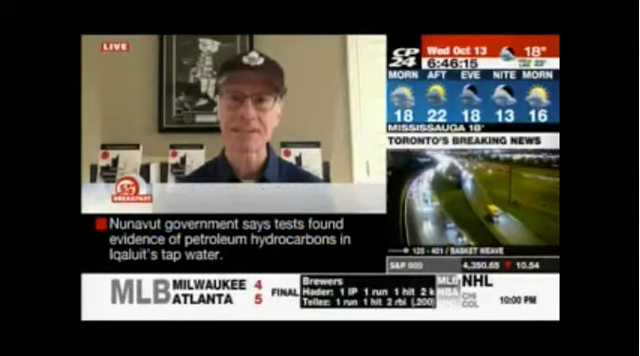 LIVE
CP
24
Wed Oct 13
18°
6:46:15
MORN AFT EVE NITE MORN
18 22 18 13 16
MISSISSAUGA 18°
TORONTO'S BREAKING NEWS
BREAKFAST
Nunavut government says tests found
evidence of petroleum hydrocarbons in
Iqaluit's tap water.
401 / BASKET WEAVE
S&P 500 4,350.65 10.54
MLB
MILWAUKEE 4
ATLANTA 5
FINAL
Brewers
Hader: 1 IP 1 run 1 hit 2 k
Tellez: 1 run 1 hit 2 rbi (.200)
MLB
NBA
NHL
CHI
COL
10:00 PM